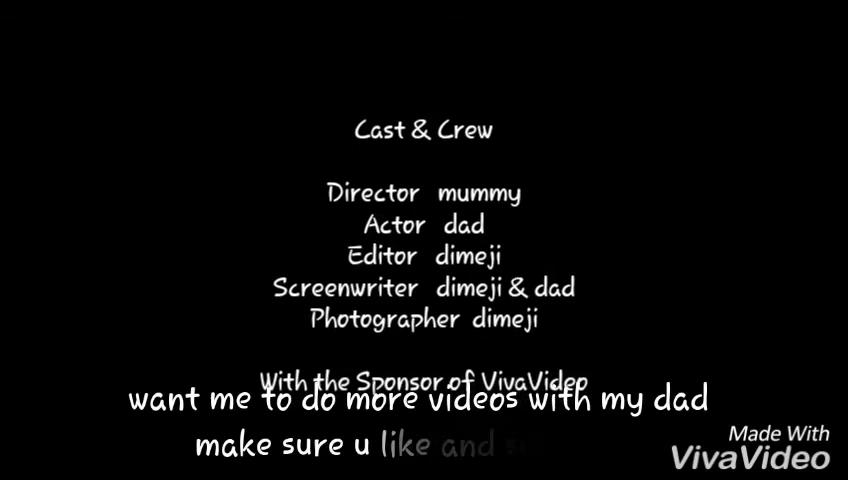 Cast & Crew
Director mummy
Actor dad
Editor dimeji
Screenwriter dimeji & dad
Photographer dimeji
With the Sponsor of VivaVideo
want me to do more videos with my dad
make sure u like and
Made With
VivaVideo